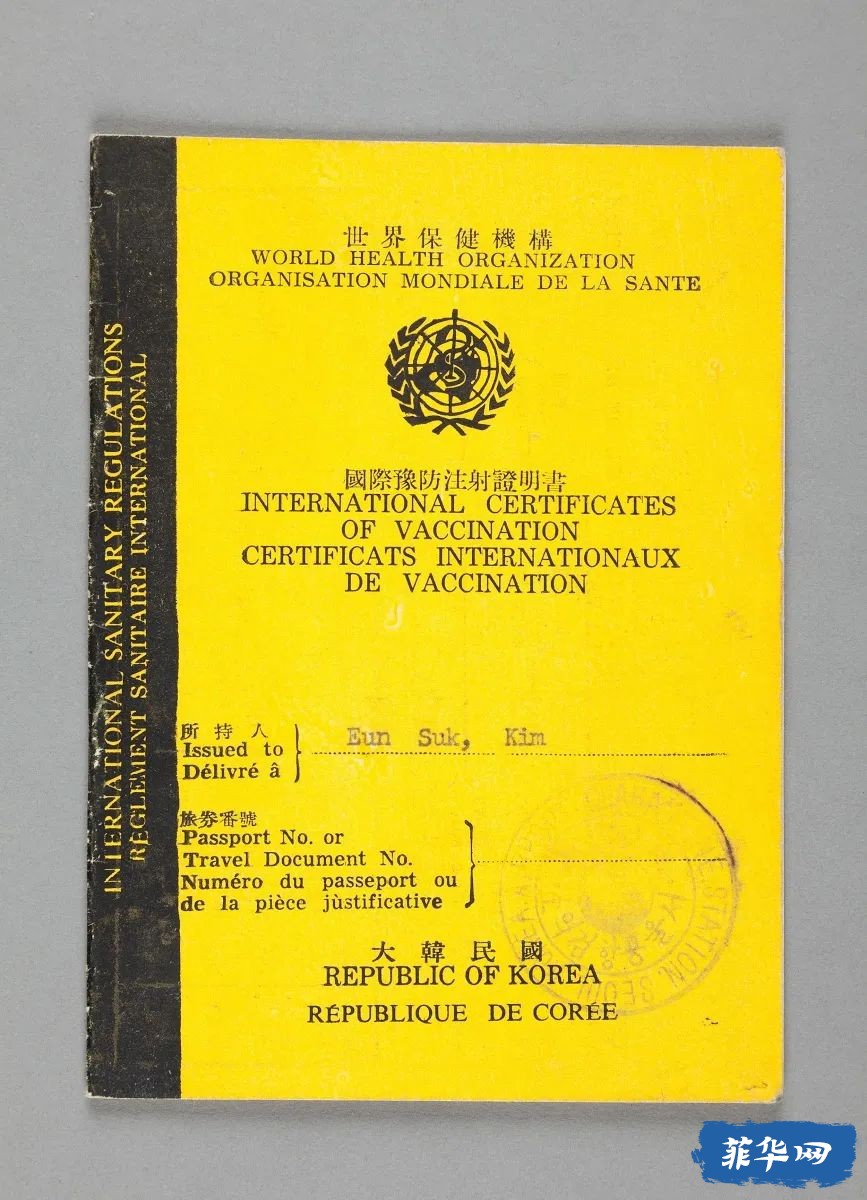 世界保健機構
WORLD HEALTH ORGANIZATION
ORGANISATION MONDIALE DE LA SANTE
國際豫防注射證明書
INTERNATIONAL CERTIFICATES
OF VACCINATION
CERTIFICATS INTERNATIONAUX
DE VACCINATION
INTERNATIONAL SANITARY REGULATIONS
REGLEMENT SANITAIRE INTERNATIONAL
所持人
Issued to
Délivré â
Eun Suk, Kim
旅券番號
Passport No. or
Travel Document No.
Numéro du passeport ou
de la pièce jùstificative
大韓民國
REPUBLIC OF KOREA
RÉPUBLIQUE DE CORÉE
STATION SEOUL
菲华网